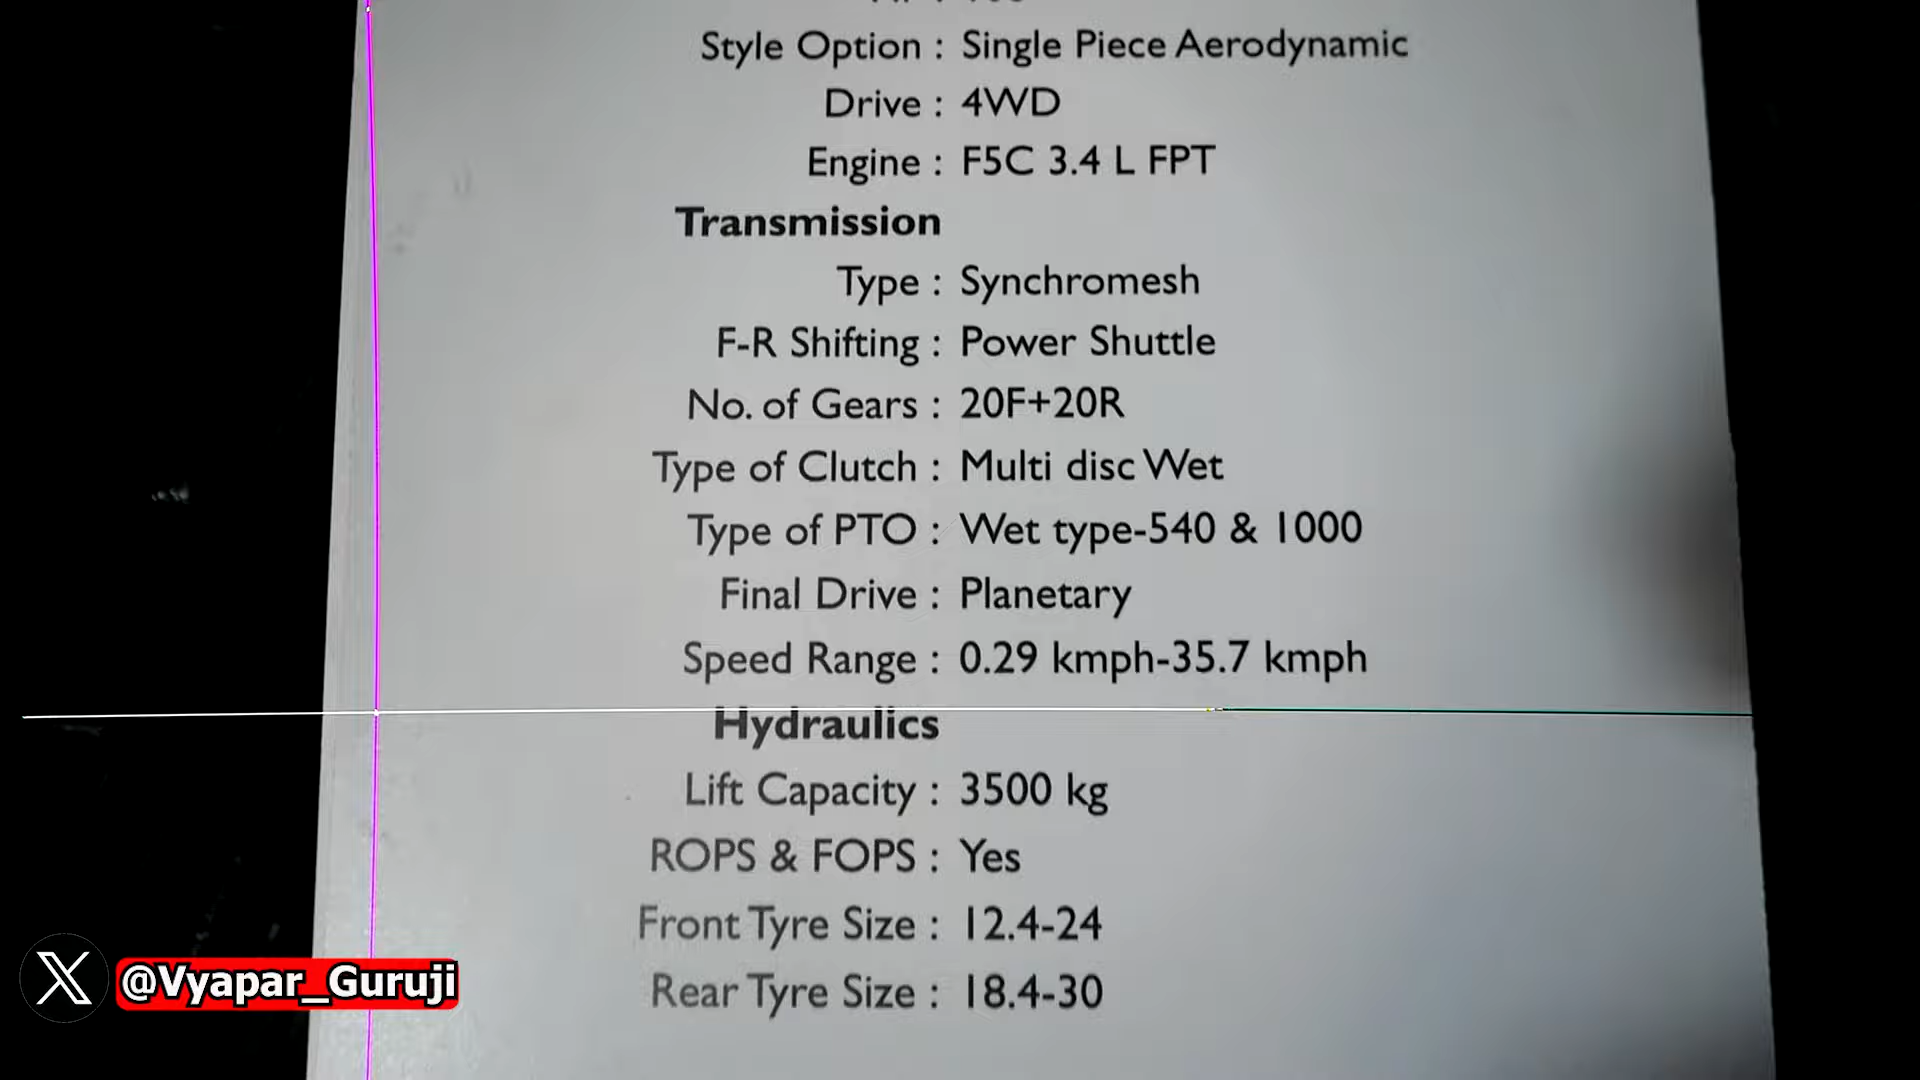 Style Option : Single Piece Aerodynamic
Drive : 4WD
Engine : F5C 3.4 L FPT
Transmission
Type : Synchromesh
F-R Shifting : Power Shuttle
No. of Gears : 20F+20R
Type of Clutch : Multi disc Wet
Type of PTO : Wet type-540 & 1000
Final Drive : Planetary
Speed Range : 0.29 kmph-35.7 kmph
Hydraulics
Lift Capacity : 3500 kg
ROPS & FOPS : Yes
Front Tyre Size : 12.4-24
Rear Tyre Size : 18.4-30
@Vyapar_Guruji